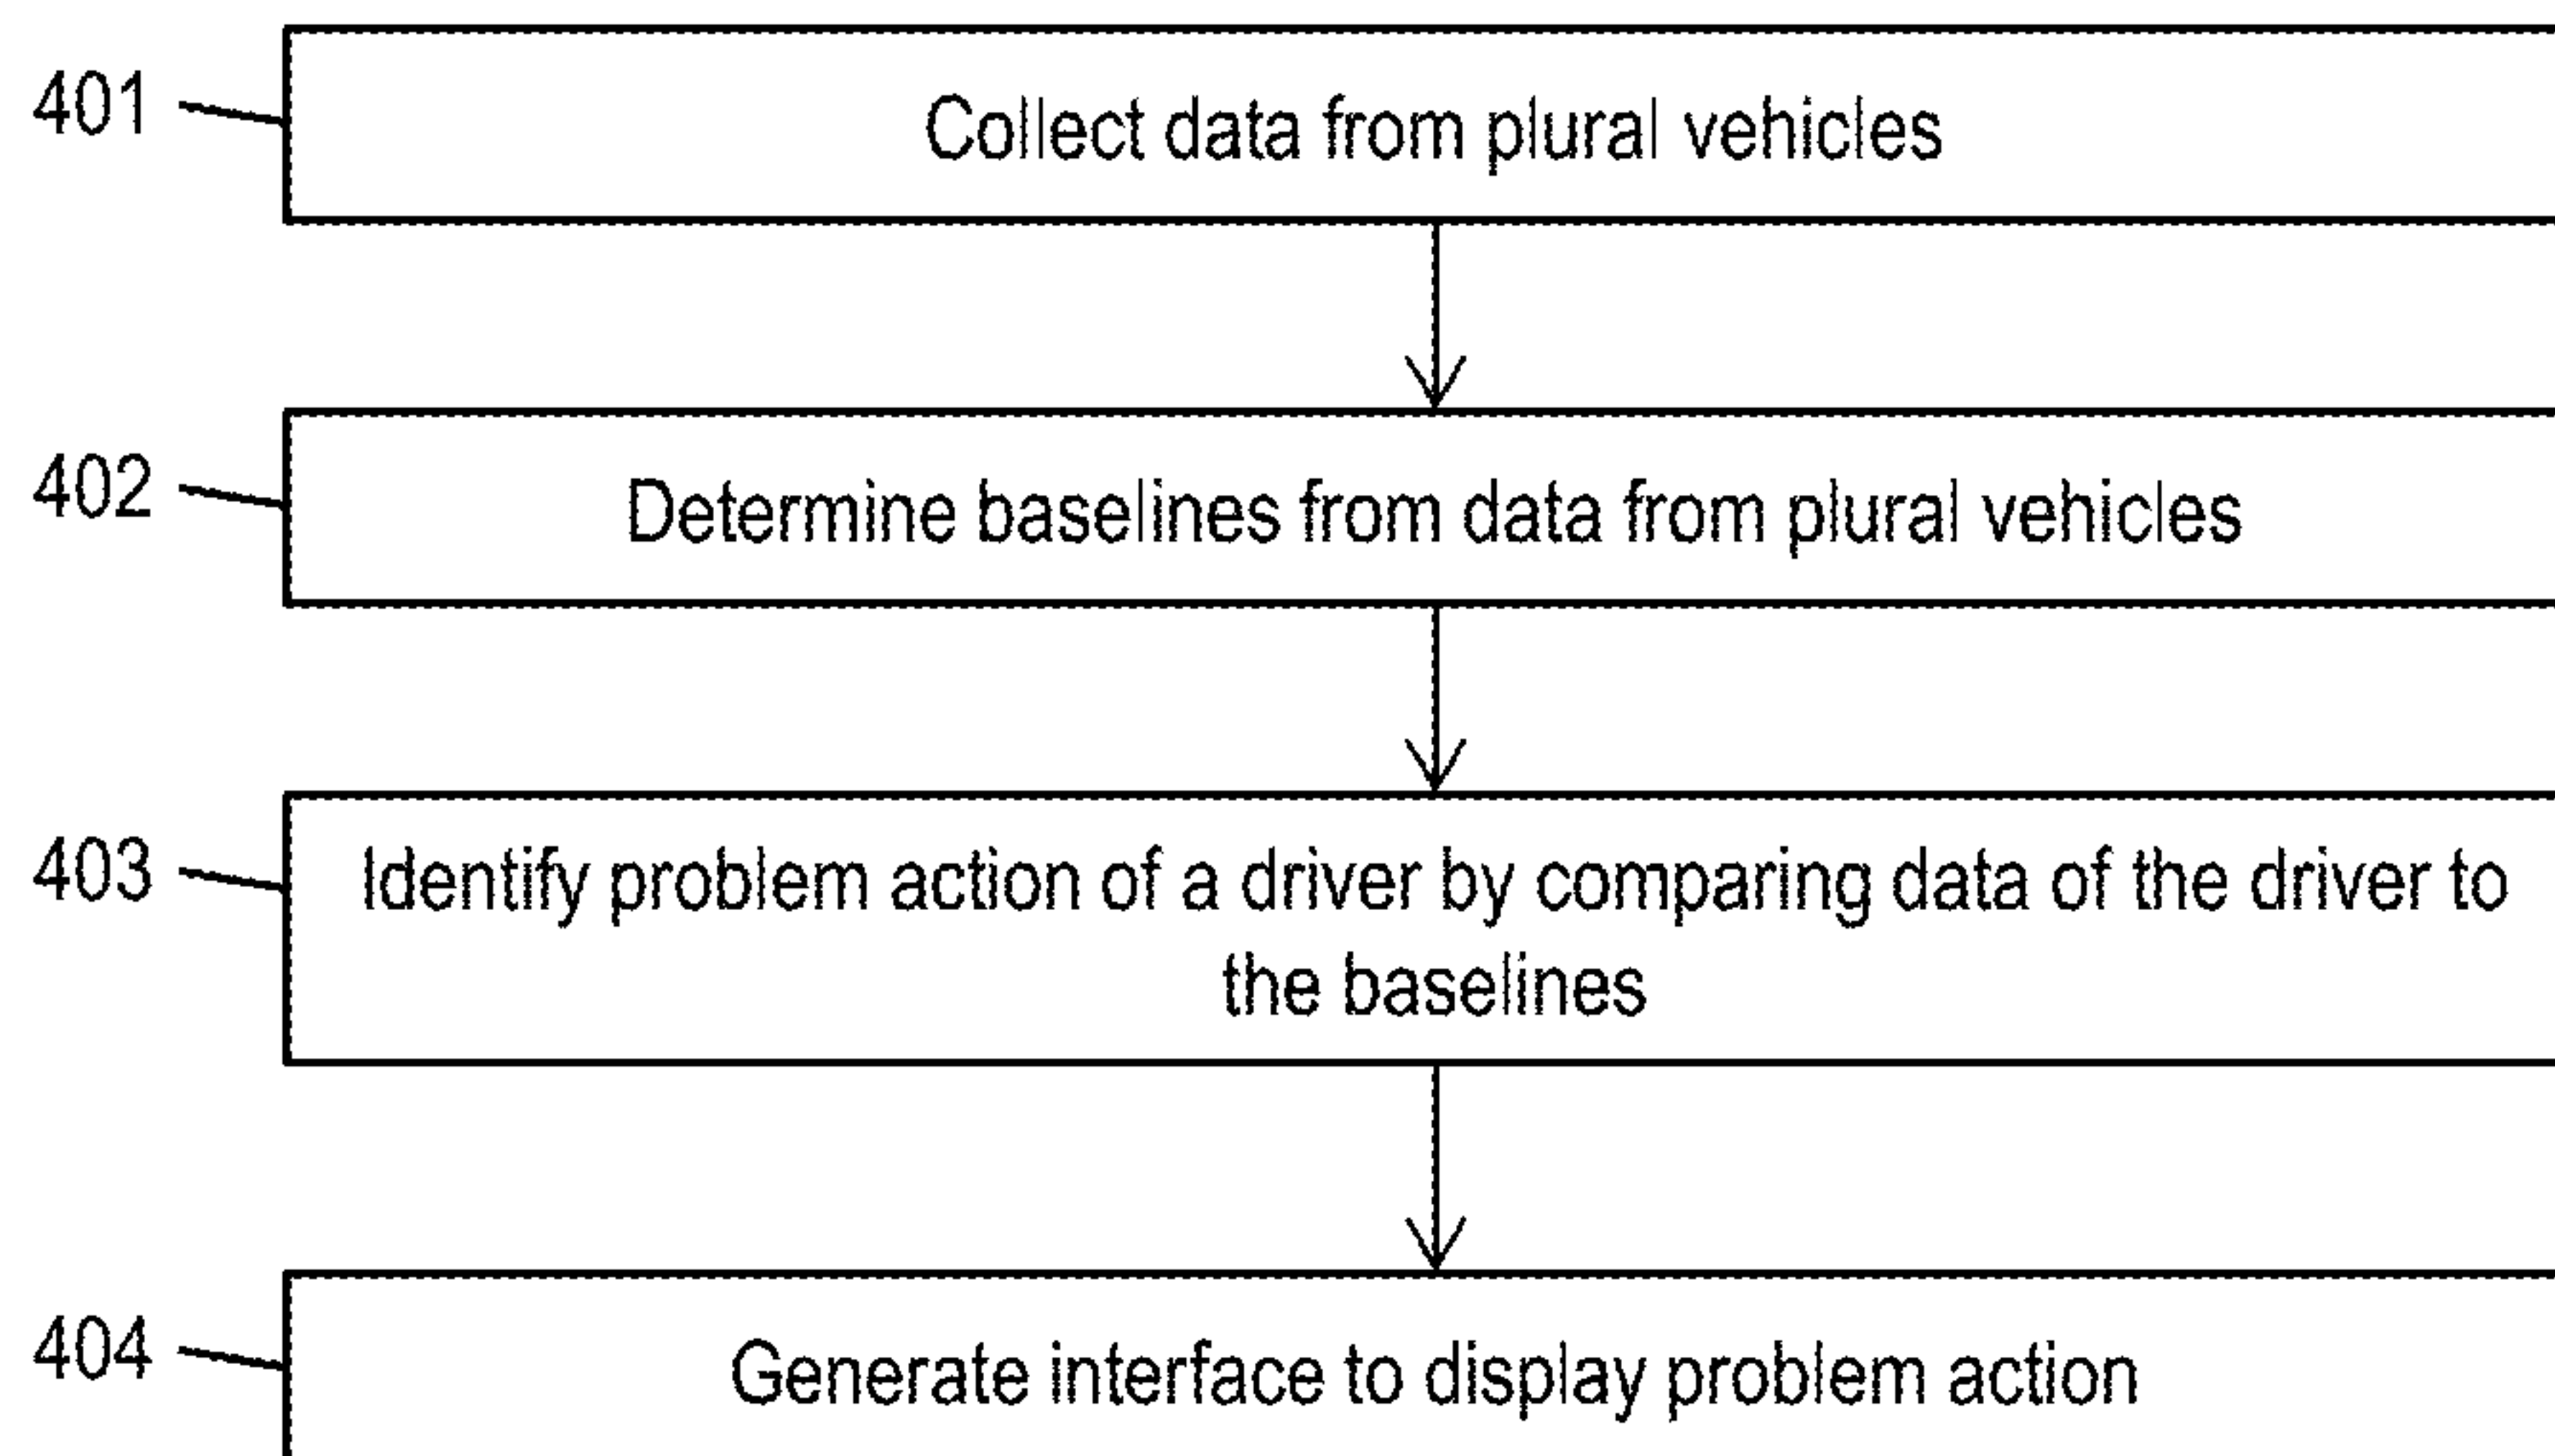 401
Collect data from plural vehicles
402
Determine baselines from data from plural vehicles
403
Identify problem action of a driver by comparing data of the driver to
the baselines
404
Generate interface to display problem action